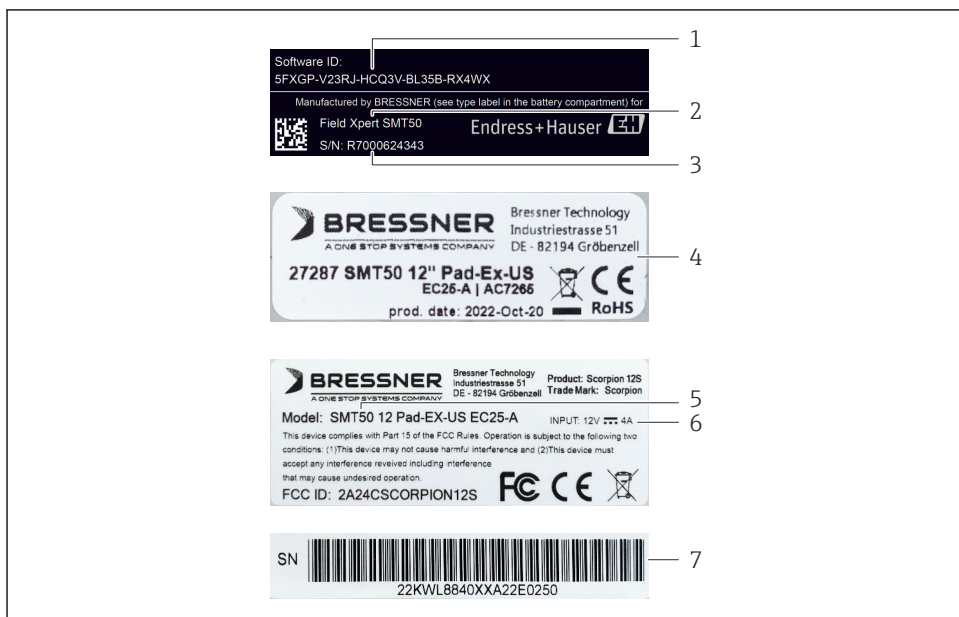 1
Software ID:
5FXGP-V23RJ-HCQ3V-BL35B-RX4WX
Manufactured by BRESSNER (see type label in the battery compartment) for
2
Field Xpert SMT50
Endress+Hauser EH
S/N: R7000624343
3
BRESSNER
A ONE STOP SYSTEMS COMPANY
Bressner Technology
Industriestrasse 51
DE - 82194 Gröbenzell
4
27287 SMT50 12" Pad-Ex-US
EC25-A | AC7265
CE
prod. date: 2022-Oct-20
RoHS
BRESSNER
A ONE STOP SYSTEMS COMPANY
Bressner Technology
Industriestrasse 51
DE - 82194 Gröbenzell
Product: Scorpion 12S
Trade Mark: Scorpion
5
Model: SMT50 12 Pad-EX-US EC25-A
INPUT: 12V ⎓ 4A
6
This device complies with Part 15 of the FCC Rules. Operation is subject to the following two
conditions: (1)This device may not cause harmful interference and (2)This device must
accept any interference reveived including interference
that may cause undesired operation.
FCC ID: 2A24CSCORPION12S
FC CE
SN
7
22KWL8840XXA22E0250